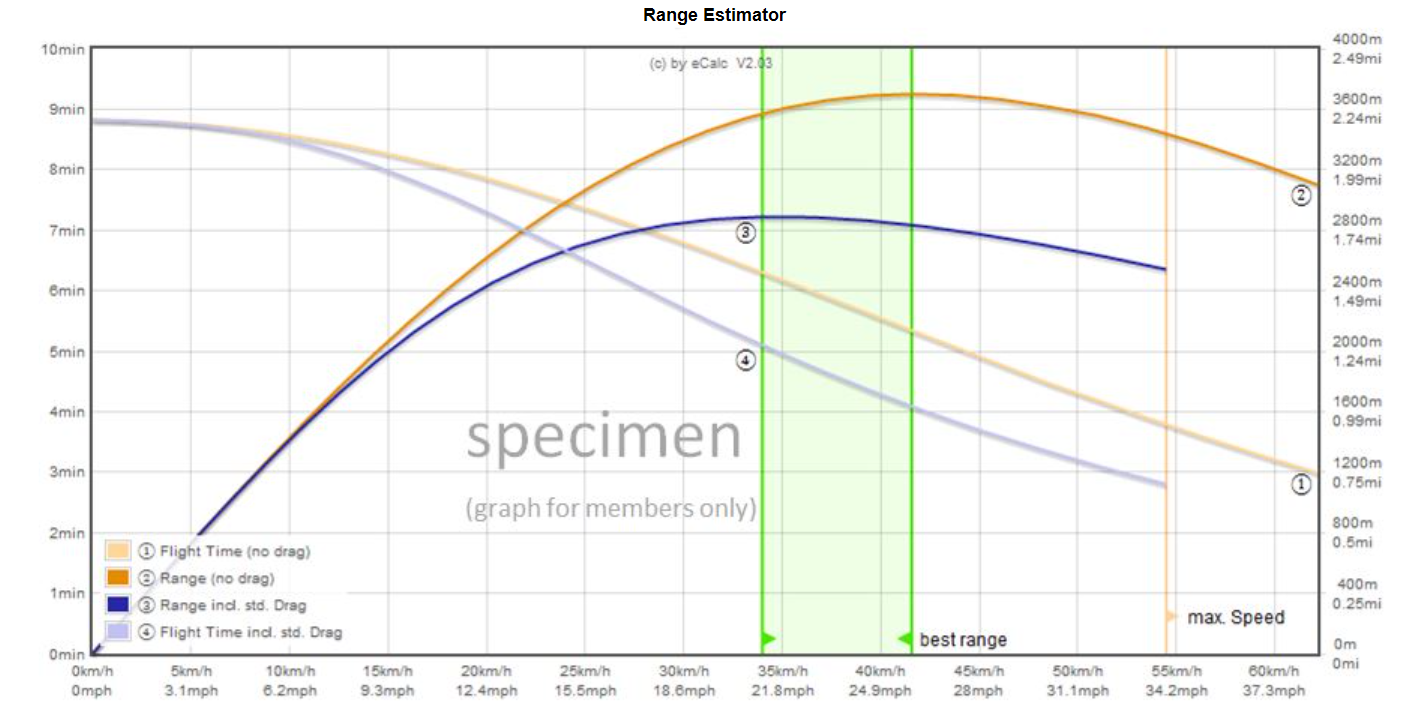 Range Estimator
(c) by eCalc V2.03
10min
9min
8min
7min
6min
5min
4min
3min
2min
1min
0min
4000m
2.49mi
3600m
2.24mi
3200m
1.99mi
2800m
1.74mi
2400m
1.49mi
2000m
1.24mi
1600m
0.99mi
1200m
0.75mi
800m
0.5mi
400m
0.25mi
0m
0mi
②
③
④
①
specimen
(graph for members only)
① Flight Time (no drag)
② Range (no drag)
③ Range incl. std. Drag
④ Flight Time incl. std. Drag
max. Speed
best range
0km/h 5km/h 10km/h 15km/h 20km/h 25km/h 30km/h 35km/h 40km/h 45km/h 50km/h 55km/h 60km/h
0mph 3.1mph 6.2mph 9.3mph 12.4mph 15.5mph 18.6mph 21.8mph 24.9mph 28mph 31.1mph 34.2mph 37.3mph